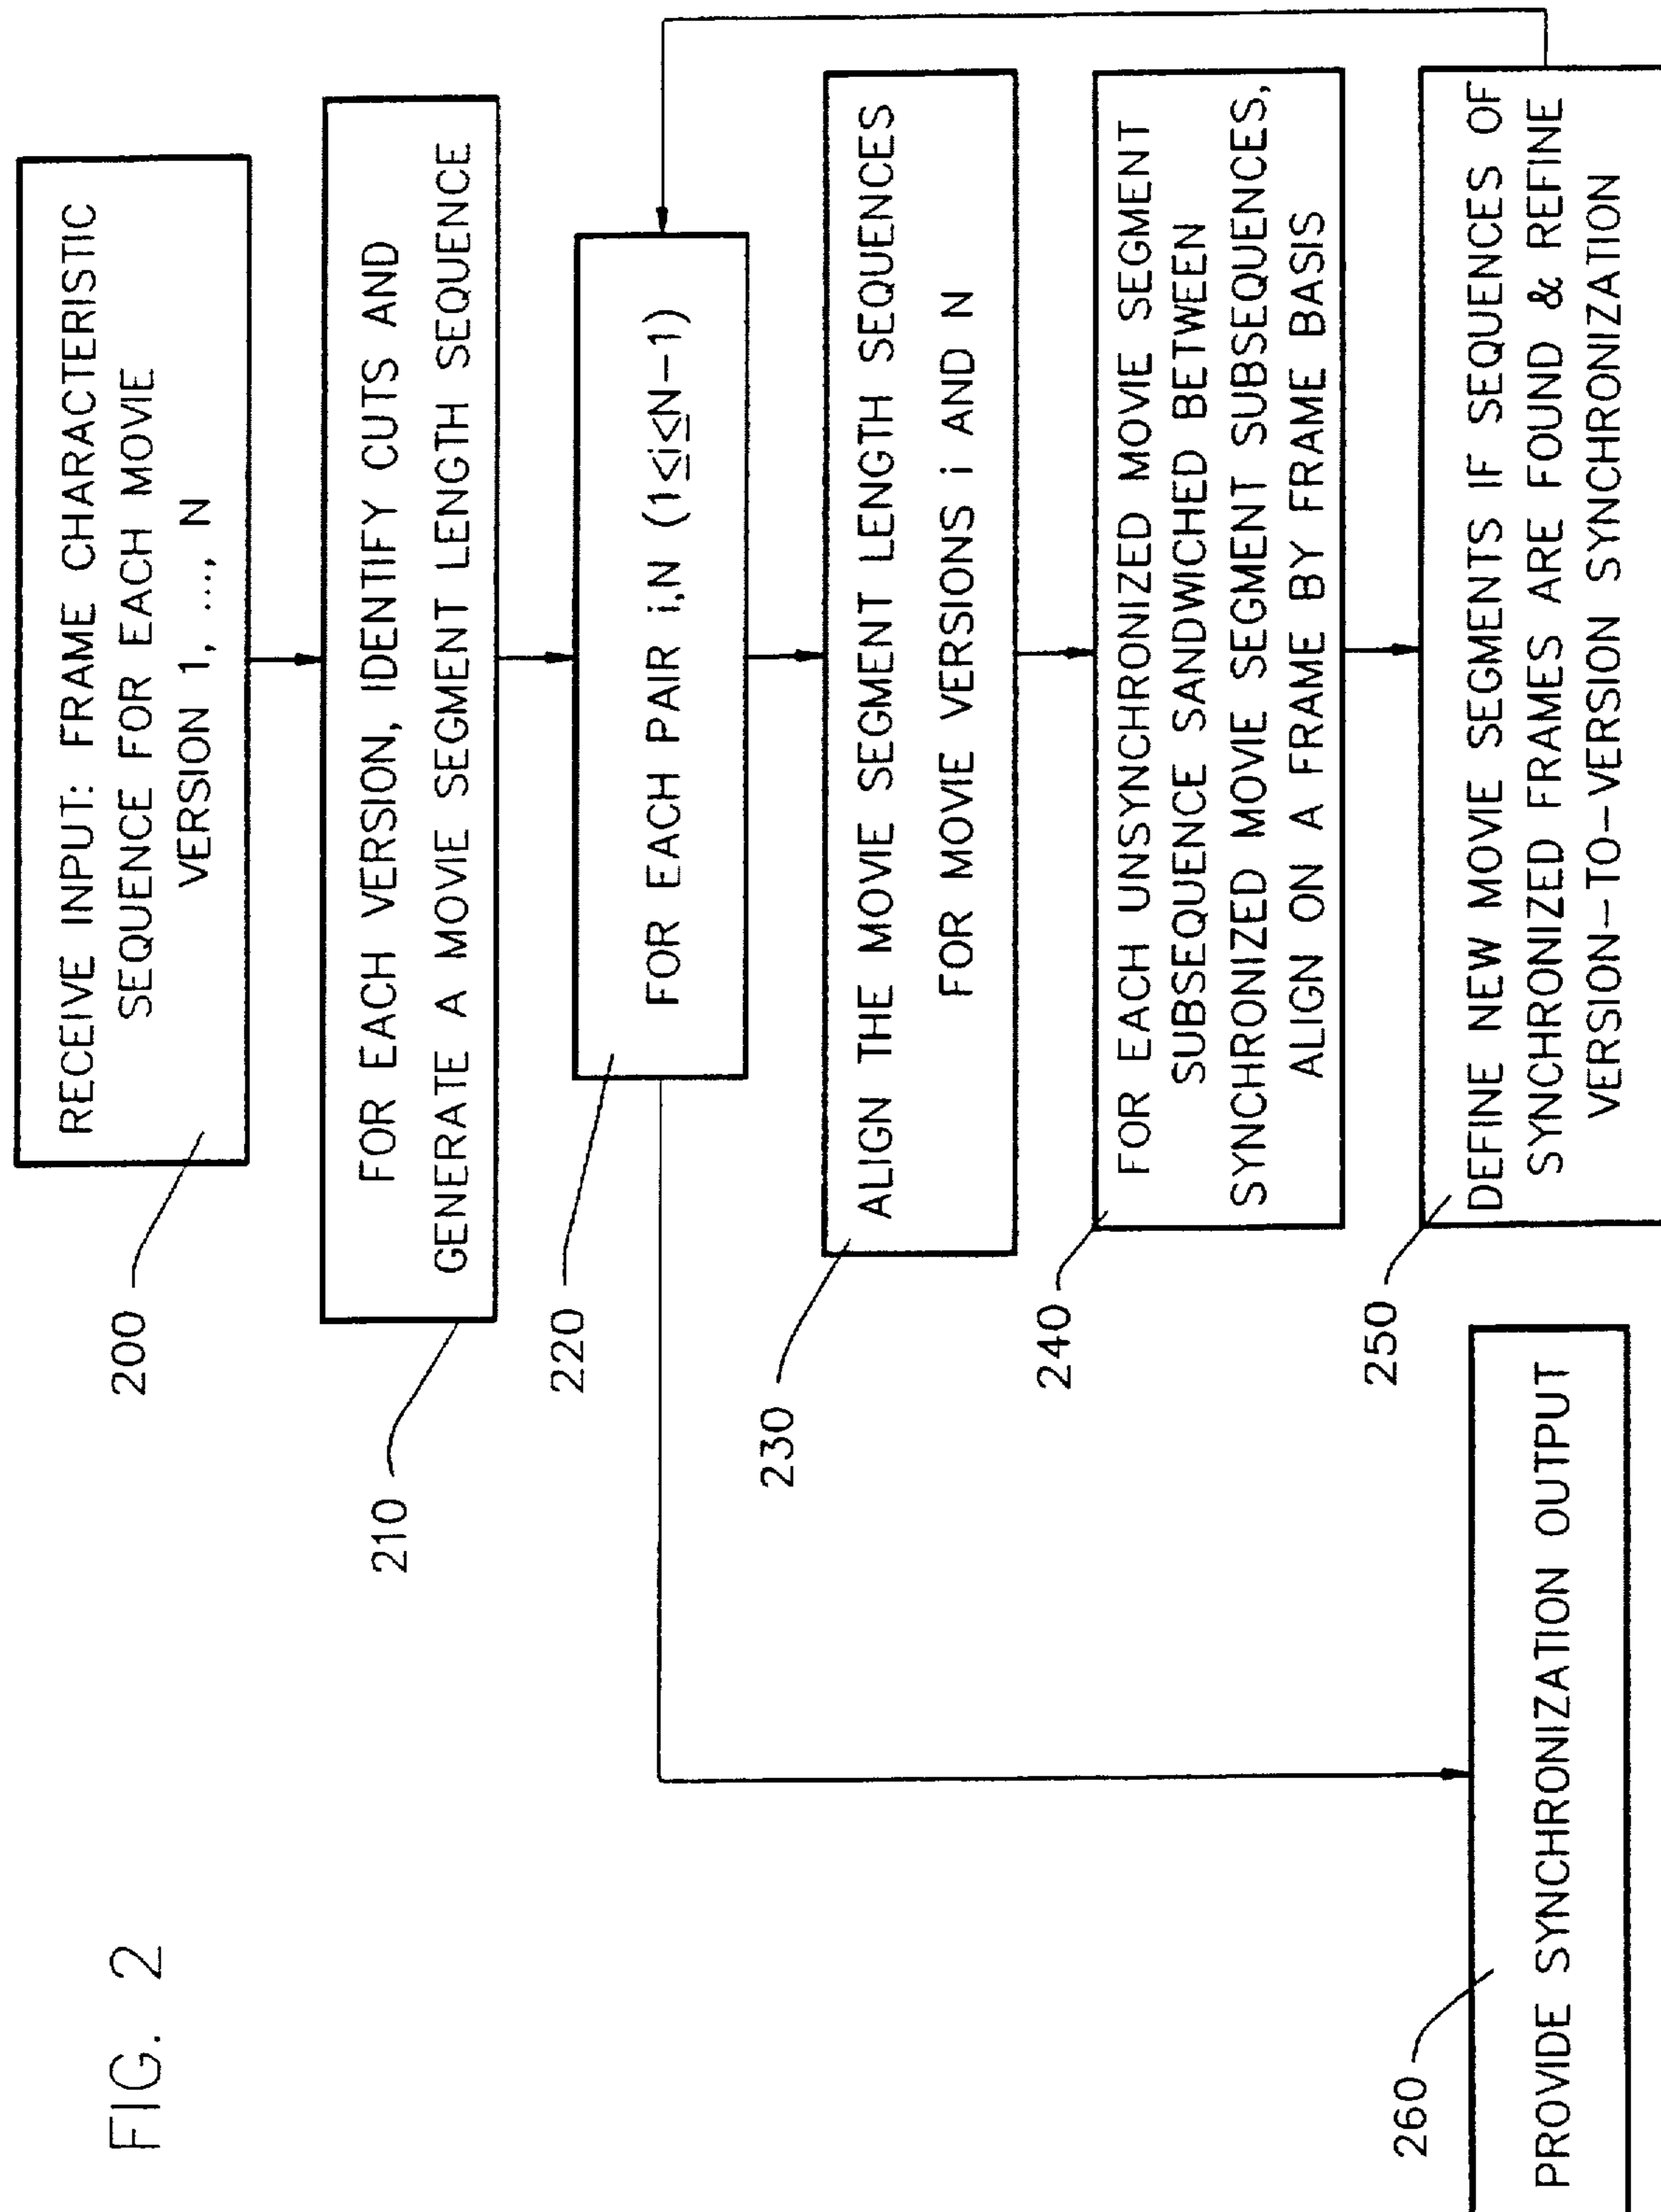 FIG. 2
200
RECEIVE INPUT: FRAME CHARACTERISTIC
SEQUENCE FOR EACH MOVIE
VERSION 1, ..., N
210
FOR EACH VERSION, IDENTIFY CUTS AND
GENERATE A MOVIE SEGMENT LENGTH SEQUENCE
220
FOR EACH PAIR i,N (1≤i≤N-1)
230
ALIGN THE MOVIE SEGMENT LENGTH SEQUENCES
FOR MOVIE VERSIONS i AND N
240
FOR EACH UNSYNCHRONIZED MOVIE SEGMENT
SUBSEQUENCE SANDWICHED BETWEEN
SYNCHRONIZED MOVIE SEGMENT SUBSEQUENCES,
ALIGN ON A FRAME BY FRAME BASIS
250
DEFINE NEW MOVIE SEGMENTS IF SEQUENCES OF
SYNCHRONIZED FRAMES ARE FOUND & REFINE
VERSION-TO-VERSION SYNCHRONIZATION
260
PROVIDE SYNCHRONIZATION OUTPUT